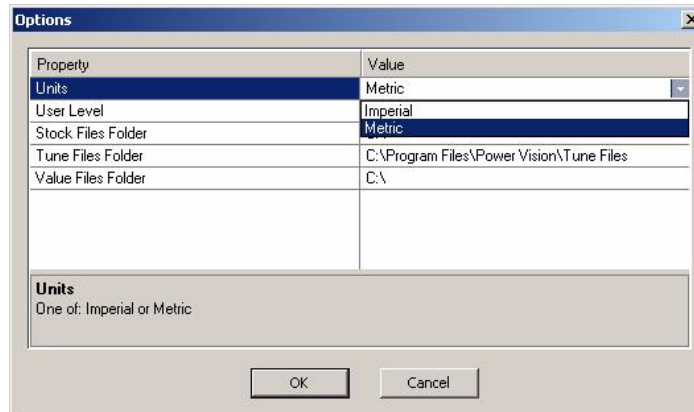 Options
Property Value
Units Metric
User Level Imperial
Stock Files Folder Metric
Tune Files Folder C:\Program Files\Power Vision\Tune Files
Value Files Folder C:\
Units
One of: Imperial or Metric
OK Cancel